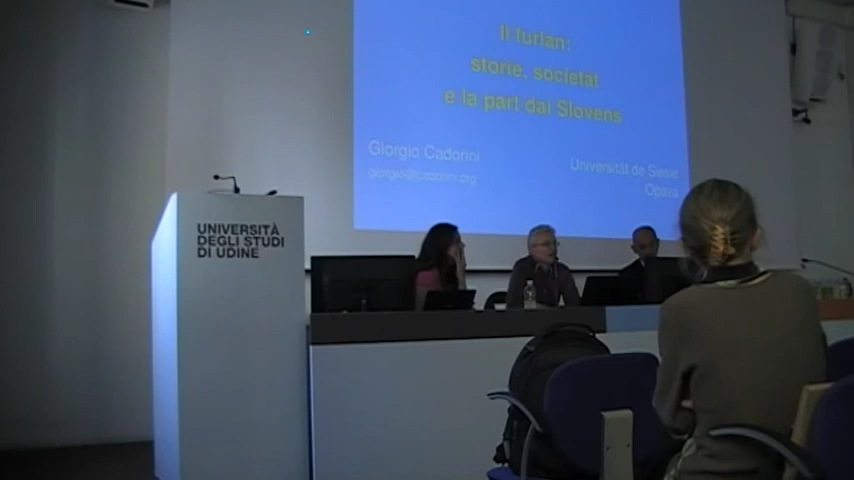 Il furlan:
storie, societât
e la part dai Slovens
Giorgio Cadorini
giorgio@cadorini.org
Universitât de Slesie
Opava
UNIVERSITÀ
DEGLI STUDI
DI UDINE